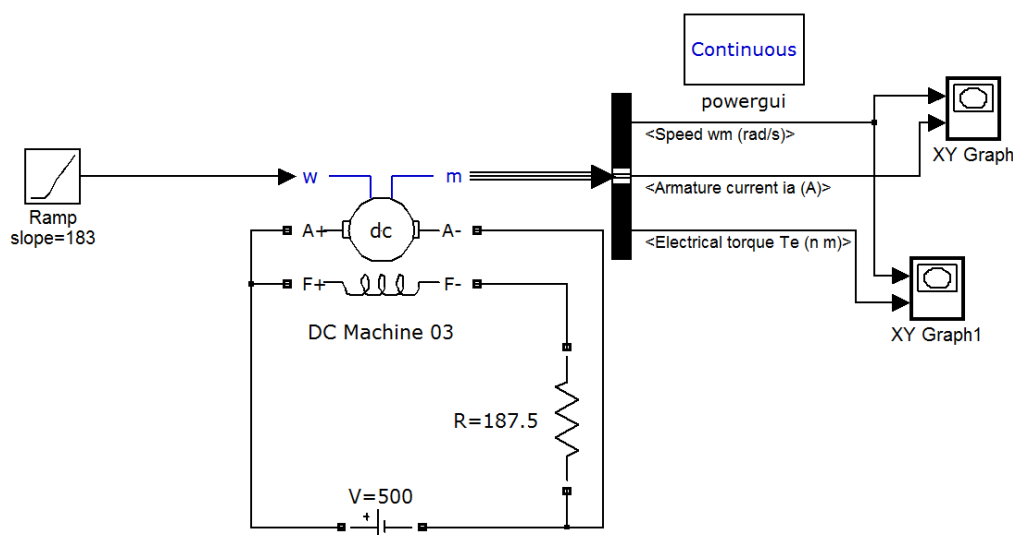 Continuous
powergui
<Speed wm (rad/s)>
XY Graph
w
m
<Armature current ia (A)>
Ramp
slope=183
A+
dc
A-
<Electrical torque Te (n m)>
F+
F-
XY Graph1
DC Machine 03
R=187.5
V=500
+